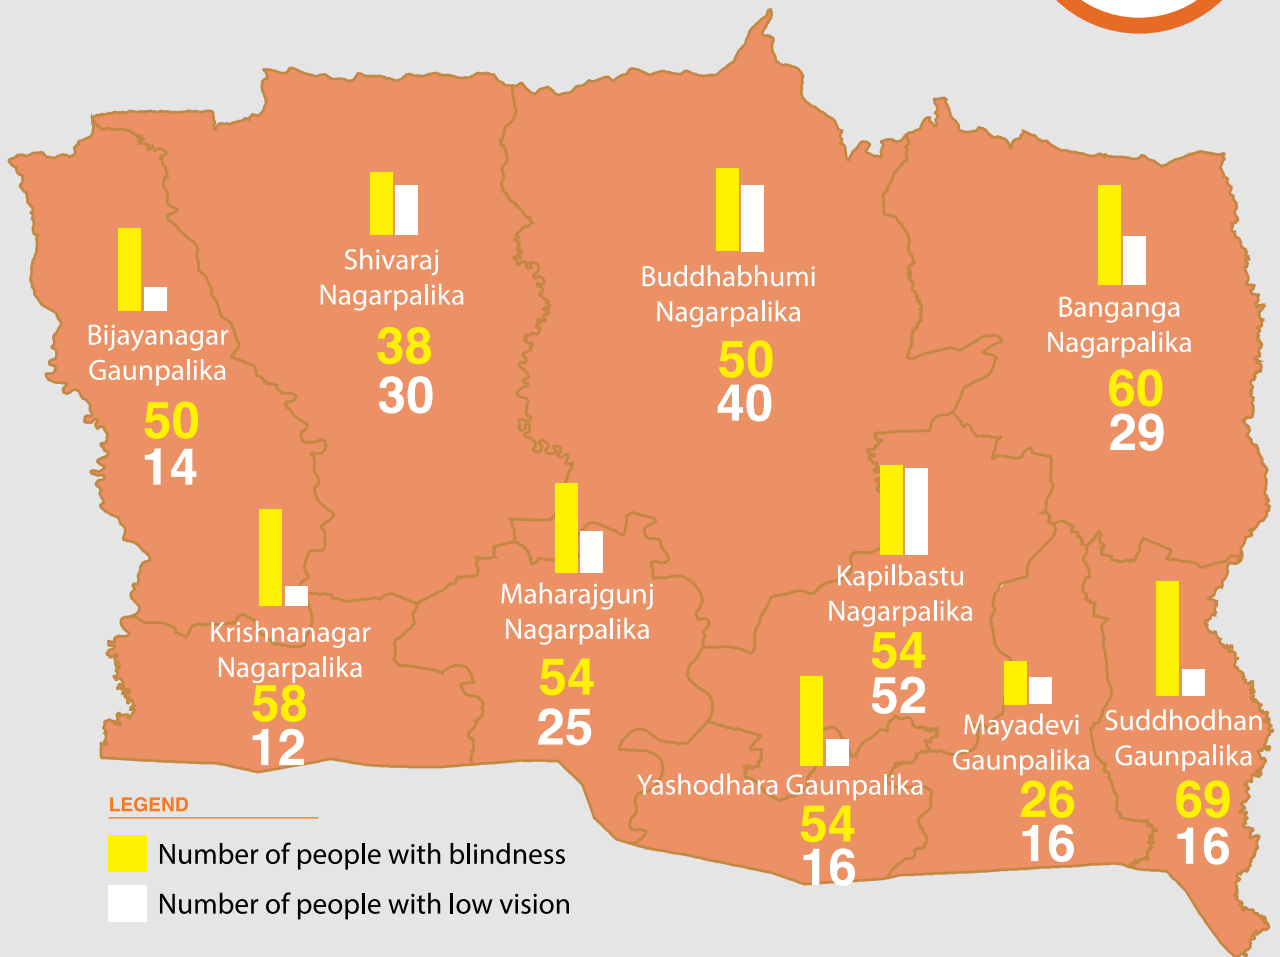 Shivaraj
Nagarpalika
38
30
Buddhabhumi
Nagarpalika
50
40
Banganga
Nagarpalika
60
29
Bijayanagar
Gaunpalika
50
14
Krishnanagar
Nagarpalika
58
12
Maharajgunj
Nagarpalika
54
25
Kapilbastu
Nagarpalika
54
52
Yashodhara Gaunpalika
54
16
Mayadevi
Gaunpalika
26
16
Suddhodhan
Gaunpalika
69
16
LEGEND
Number of people with blindness
Number of people with low vision